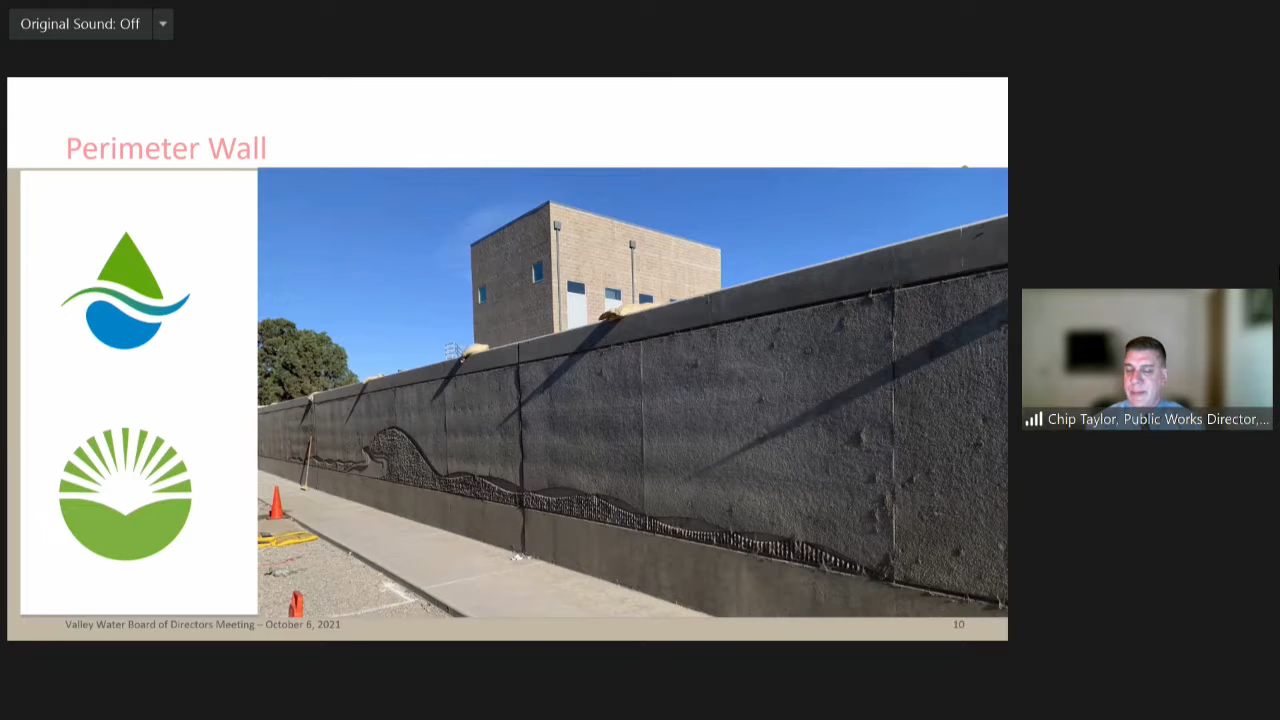 Original Sound: Off
Perimeter Wall
Chip Taylor, Public Works Director,...
Valley Water Board of Directors Meeting – October 6, 2021
10